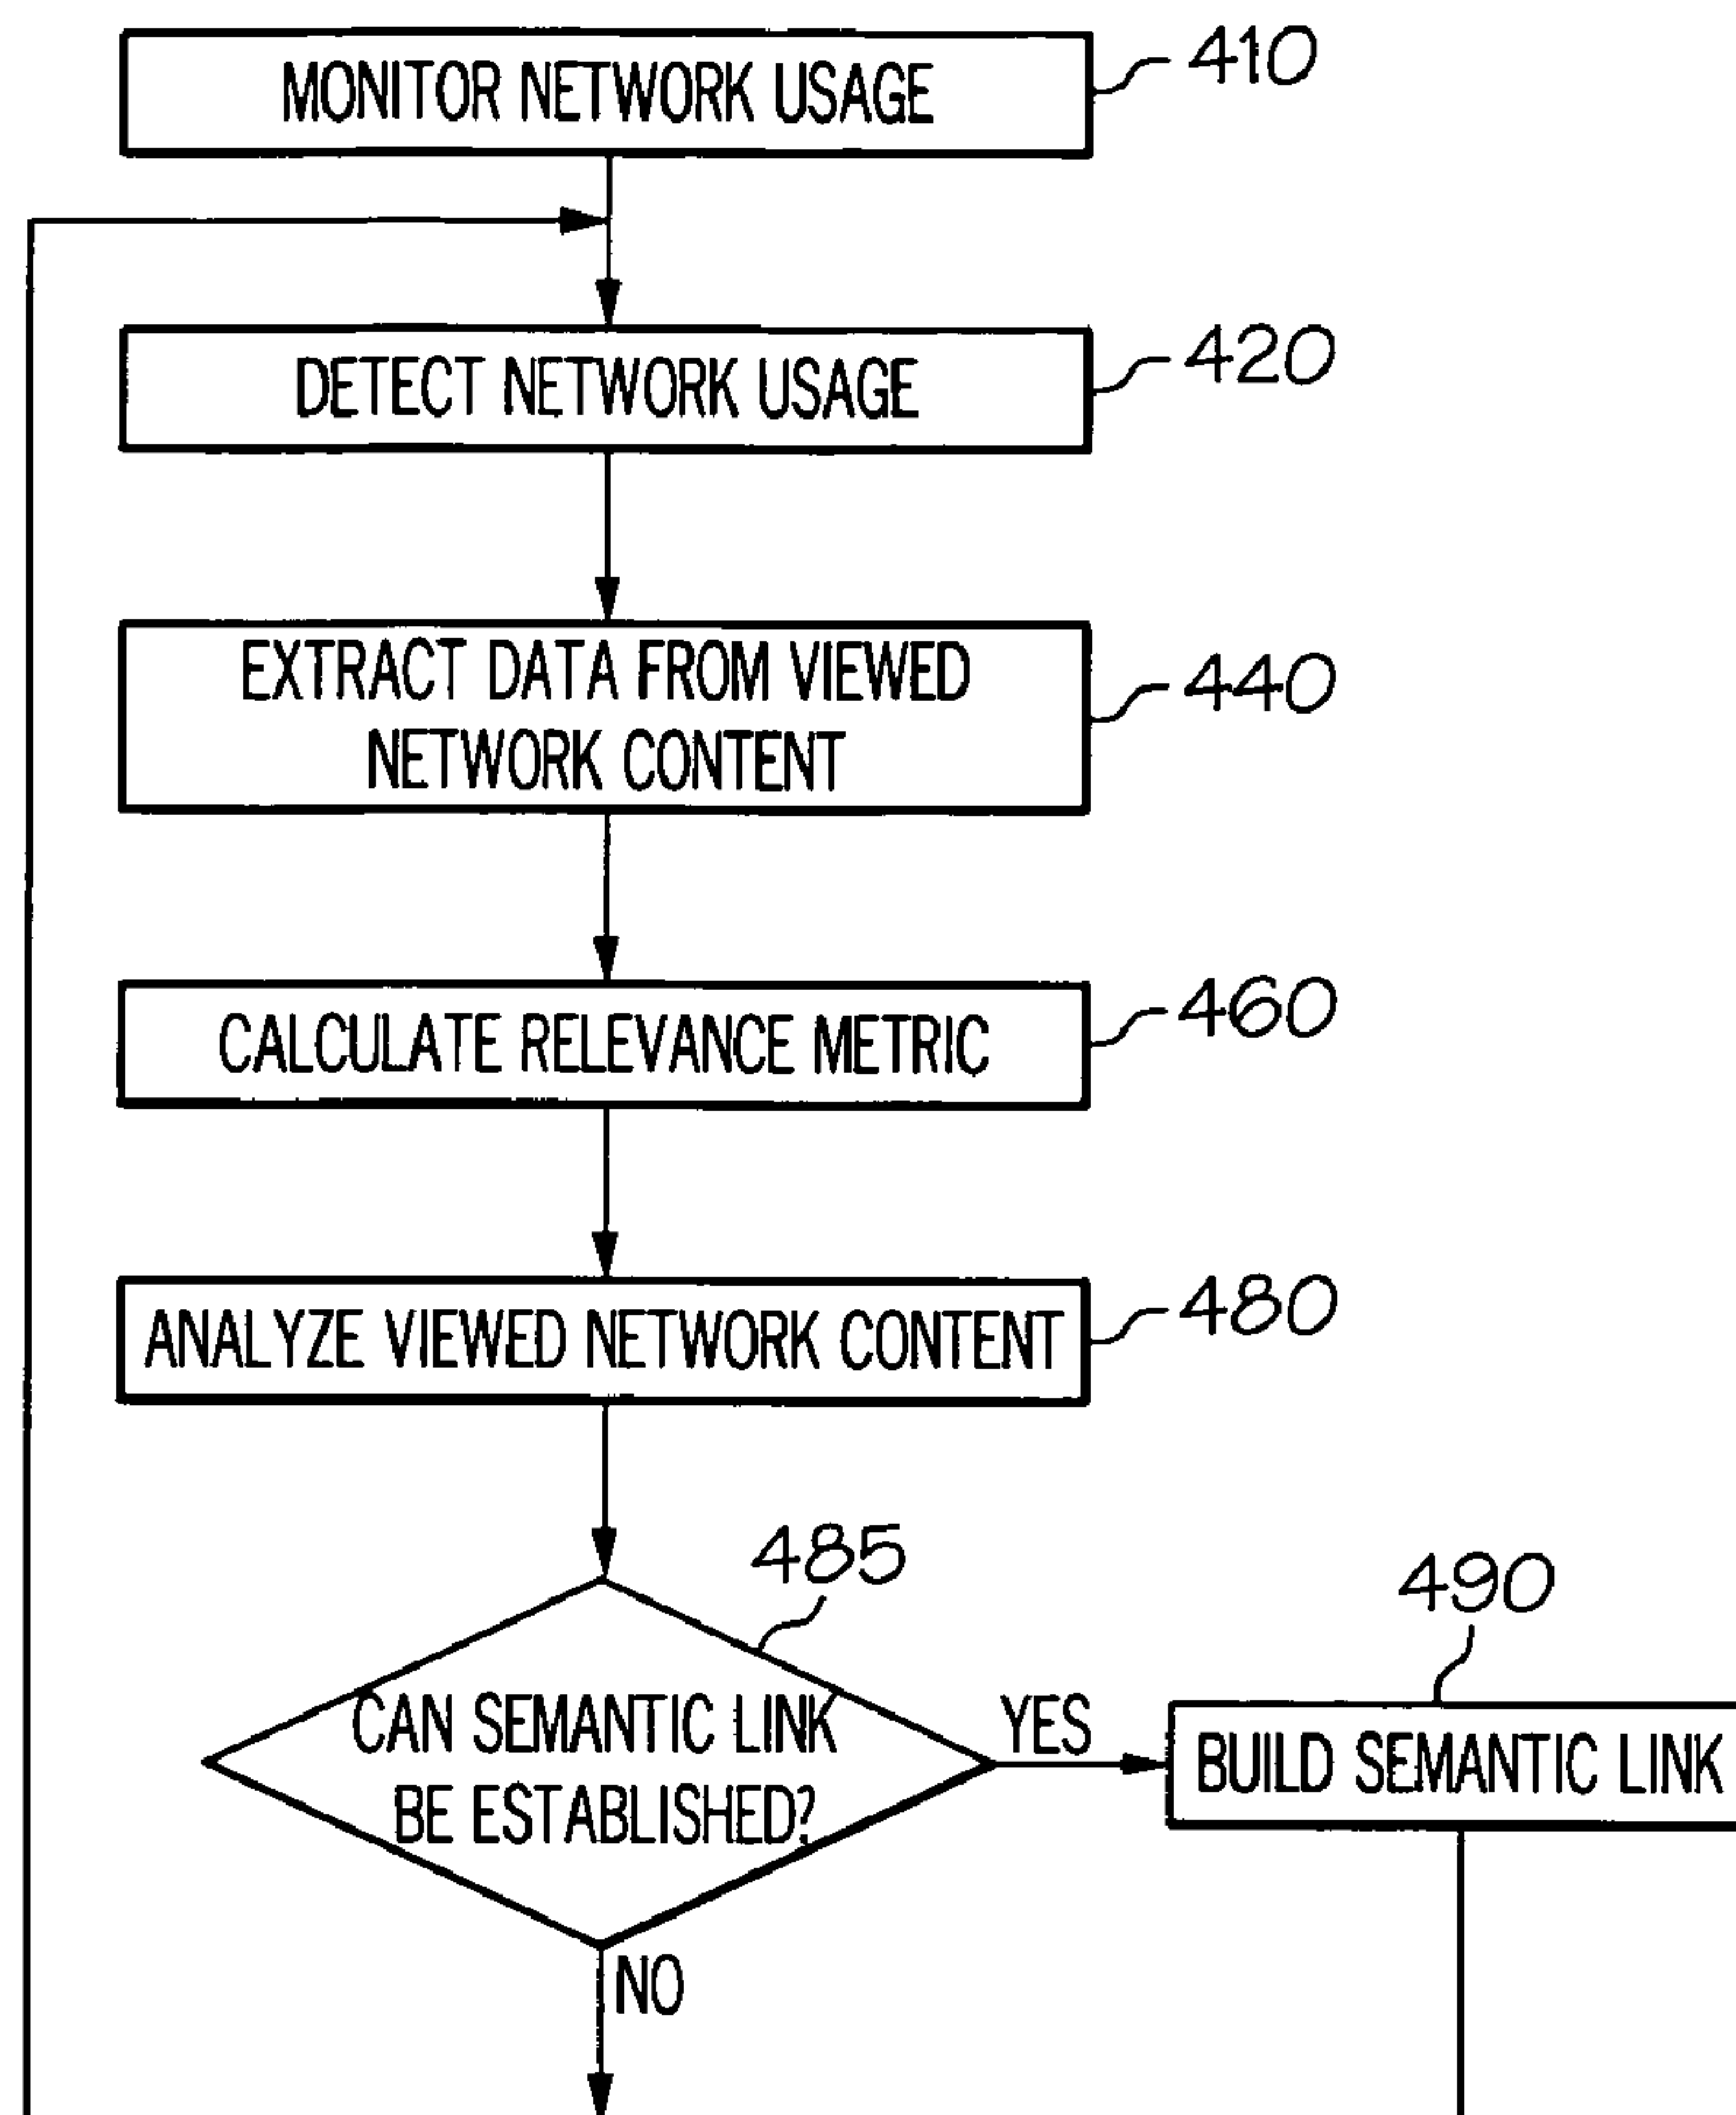 MONITOR NETWORK USAGE
410
DETECT NETWORK USAGE
420
EXTRACT DATA FROM VIEWED
NETWORK CONTENT
440
CALCULATE RELEVANCE METRIC
460
ANALYZE VIEWED NETWORK CONTENT
480
485
CAN SEMANTIC LINK
BE ESTABLISHED?
YES
490
BUILD SEMANTIC LINK
NO